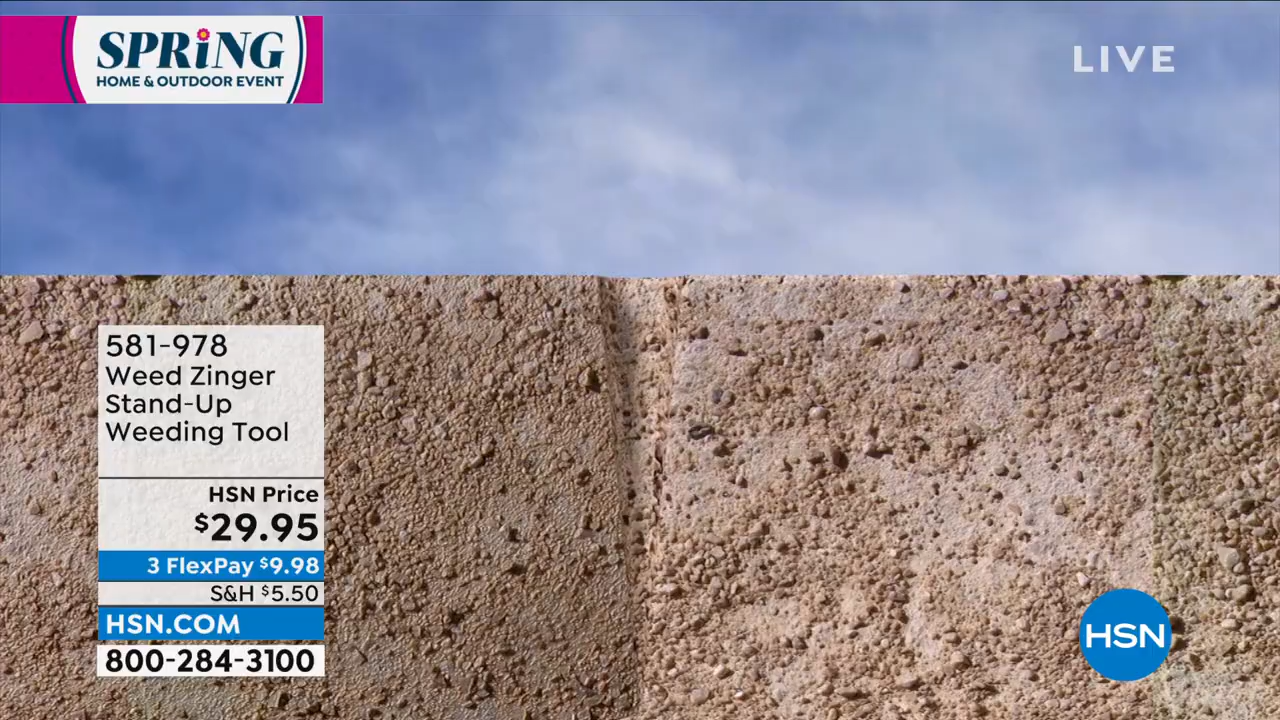 SPRiNG
HOME & OUTDOOR EVENT
LIVE
581-978
Weed Zinger
Stand-Up
Weeding Tool
HSN Price
$29.95
3 FlexPay $9.98
S&H $5.50
HSN.COM
800-284-3100
HSN